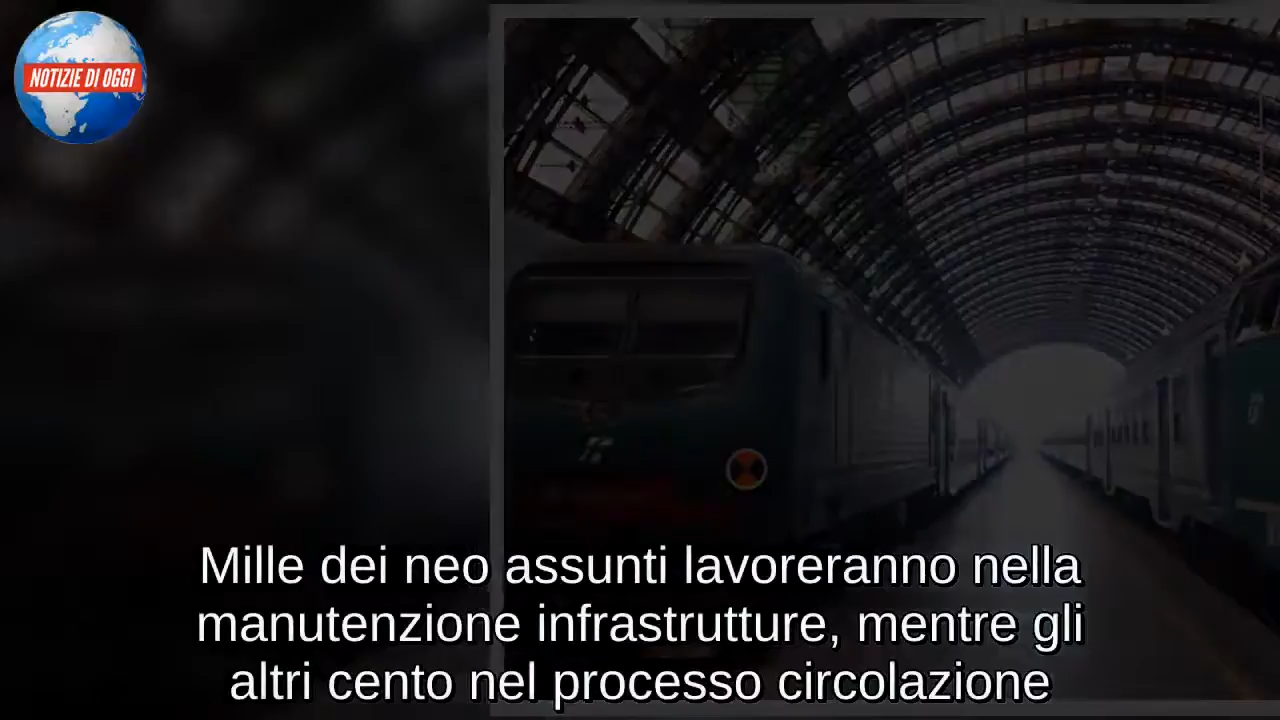 NOTIZIE DI OGGI
Mille dei neo assunti lavoreranno nella
manutenzione infrastrutture, mentre gli
altri cento nel processo circolazione